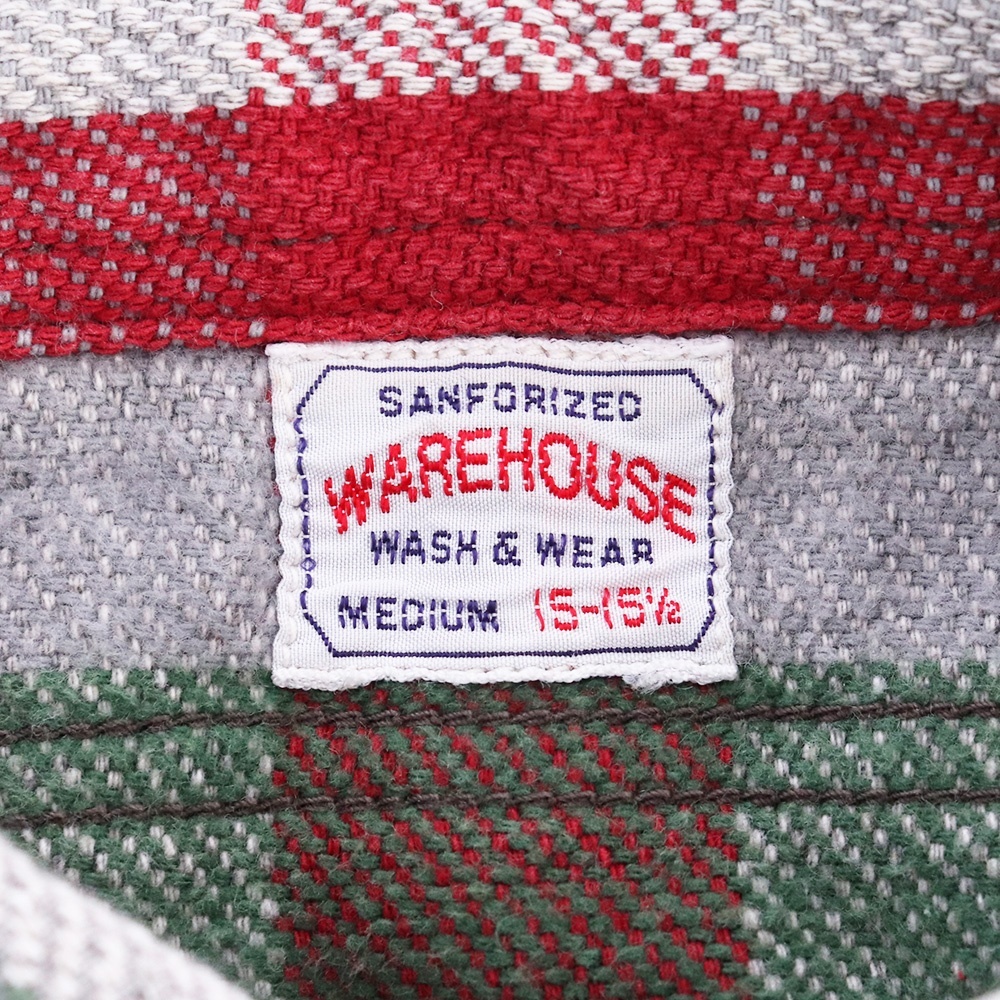 SANFORIZED
WAREHOUSE
WASH & WEAR
MEDIUM 15-15½